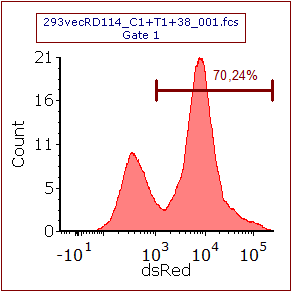 293vecRD114_C1+T1+38_001.fcs
Gate 1
70,24%
Count
21
16
11
5
0
-10¹ 10³ 10⁴ 10⁵
dsRed